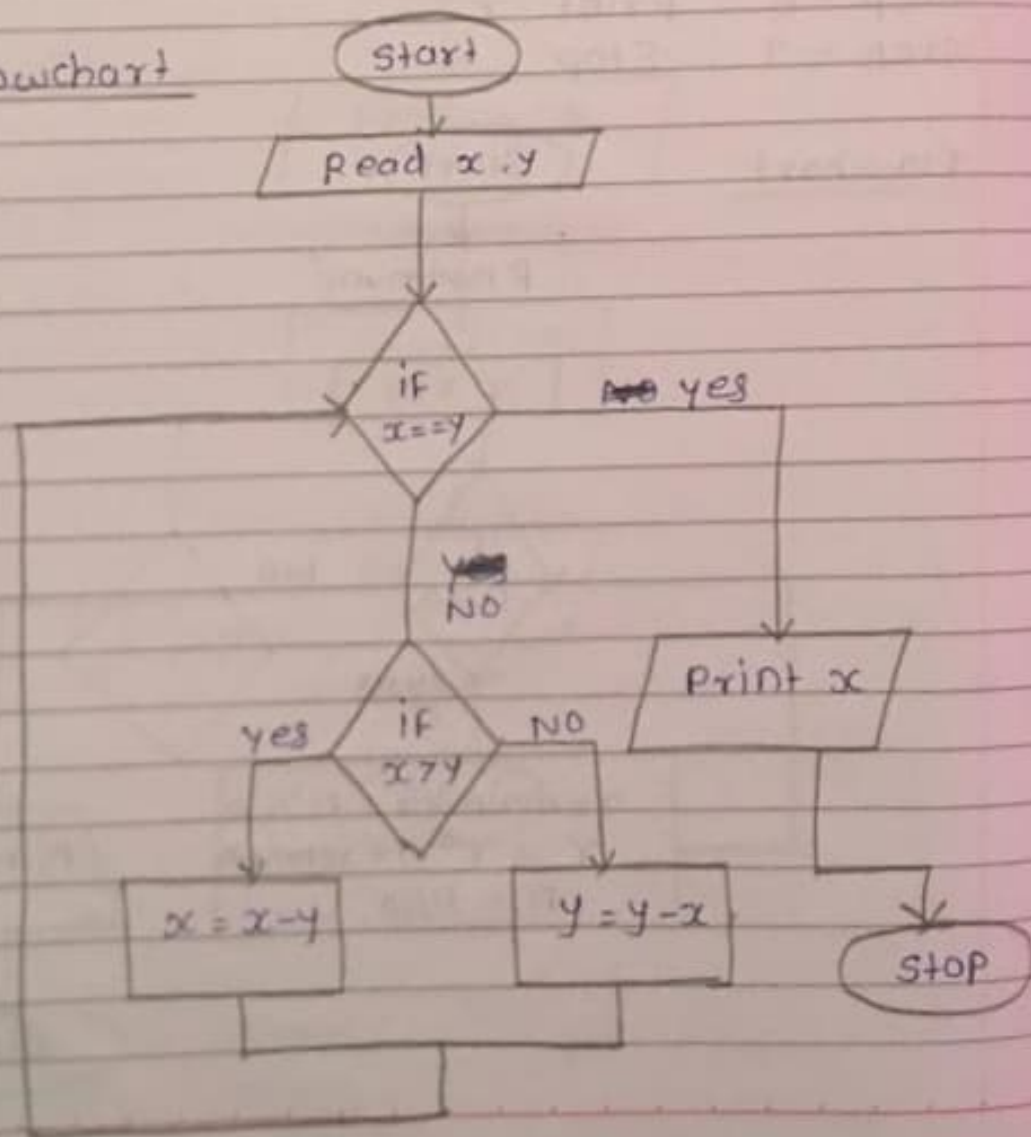 owchart
Start
Read x,y
if
x==y
yes
NO
if
x>y
yes
NO
Print x
x = x-y
y = y-x
Stop